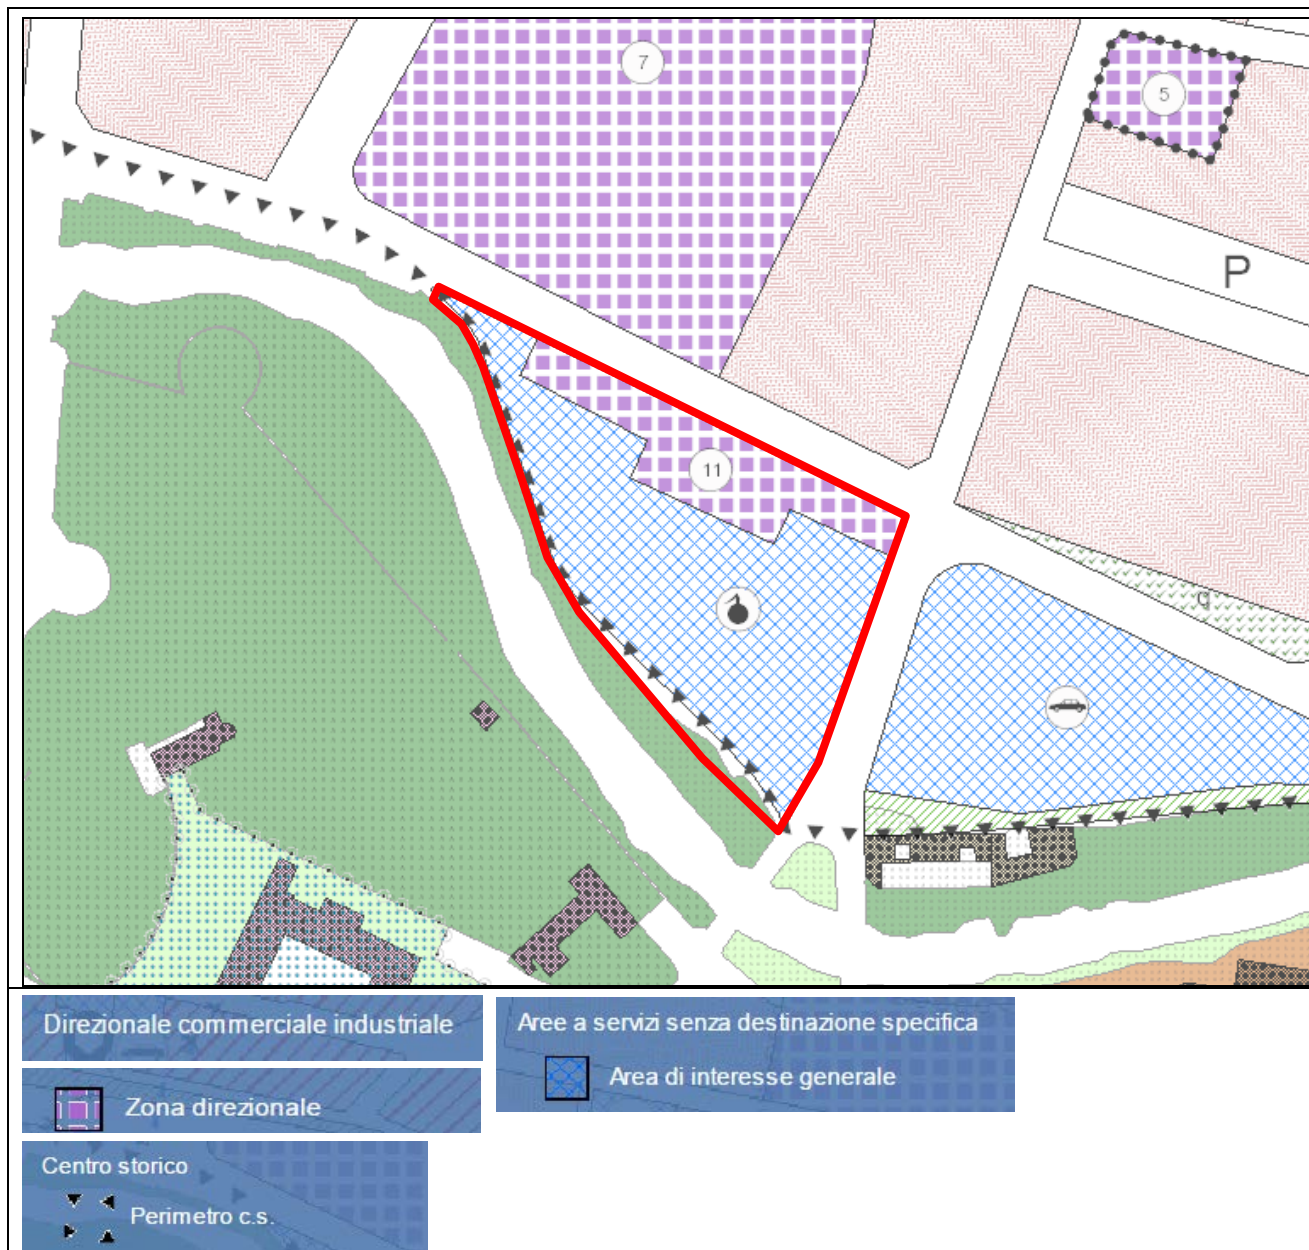 7
5
P
11
q
Direzionale commerciale industriale
Aree a servizi senza destinazione specifica
Area di interesse generale
Zona direzionale
Centro storico
Perimetro c.s.